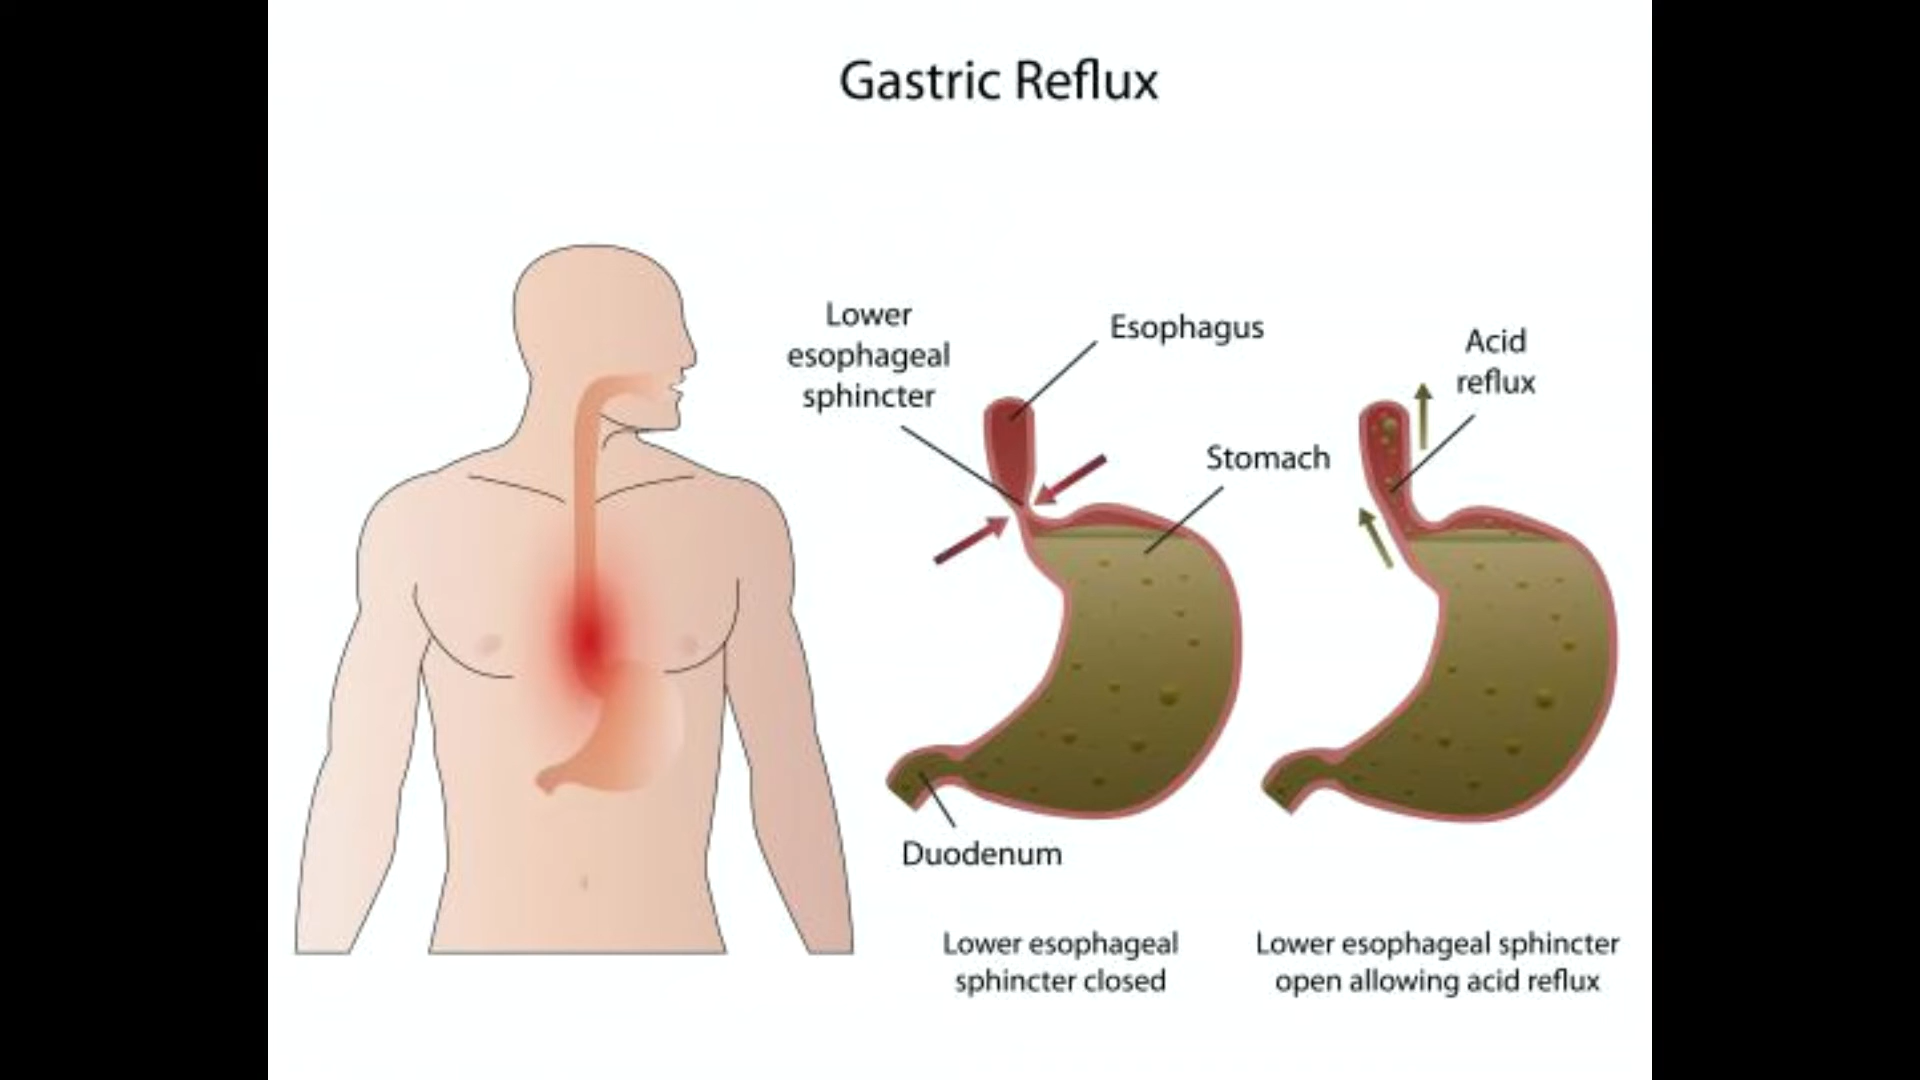 Gastric Reflux
Lower
esophageal
sphincter
Esophagus
Acid
reflux
Stomach
Duodenum
Lower esophageal
sphincter closed
Lower esophageal sphincter
open allowing acid reflux